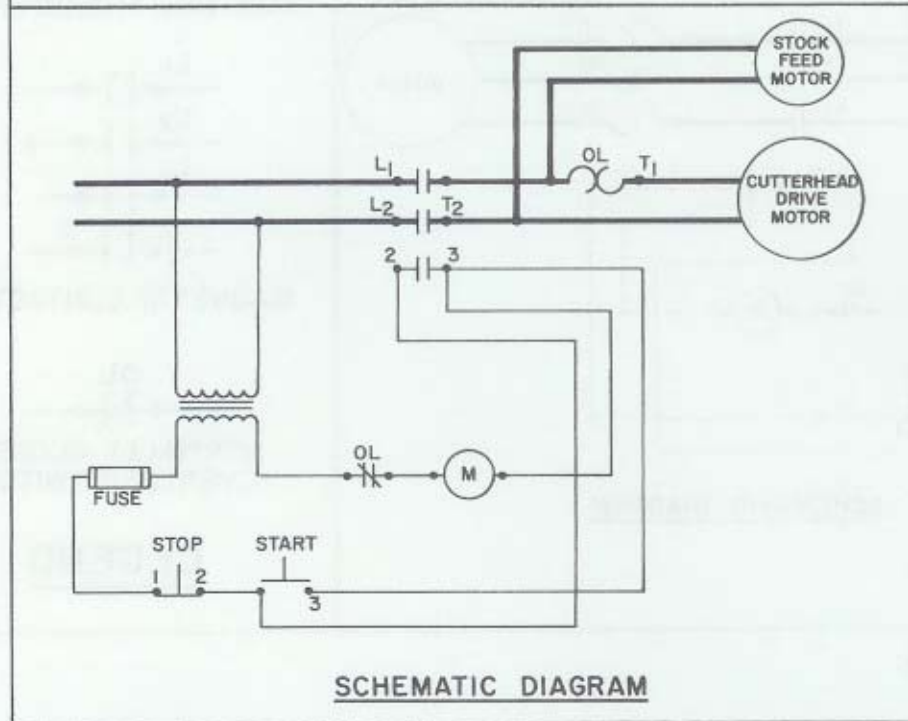 STOCK
FEED
MOTOR
L1
OL
T1
CUTTERHEAD
DRIVE
MOTOR
L2
T2
2
3
OL
M
FUSE
STOP
START
1
2
3
SCHEMATIC DIAGRAM